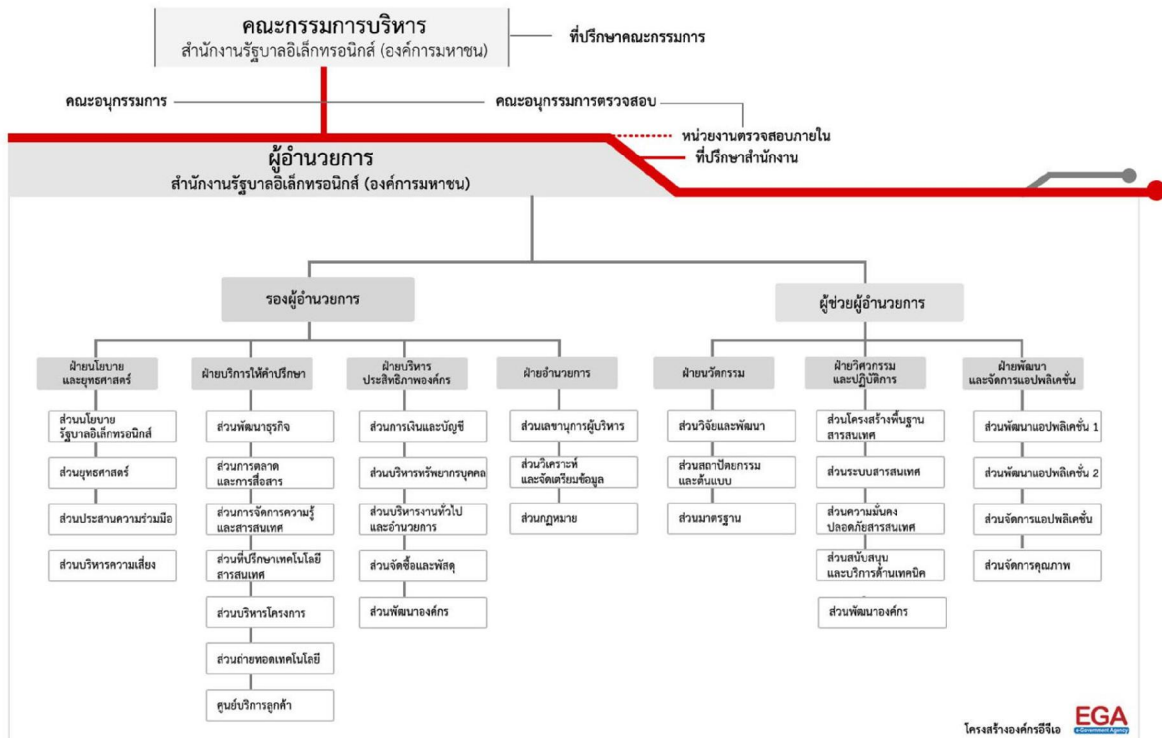 คณะกรรมการบริหาร
สำนักงานรัฐบาลอิเล็กทรอนิกส์ (องค์การมหาชน)
ที่ปรึกษาคณะกรรมการ
คณะอนุกรรมการ
คณะอนุกรรมการตรวจสอบ
หน่วยงานตรวจสอบภายใน
ที่ปรึกษาสำนักงาน
ผู้อำนวยการ
สำนักงานรัฐบาลอิเล็กทรอนิกส์ (องค์การมหาชน)
รองผู้อำนวยการ
ผู้ช่วยผู้อำนวยการ
ฝ่ายนโยบาย
และยุทธศาสตร์
ส่วนนโยบาย
รัฐบาลอิเล็กทรอนิกส์
ส่วนยุทธศาสตร์
ส่วนประสานความร่วมมือ
ส่วนบริหารความเสี่ยง
ฝ่ายบริการให้คำปรึกษา
ส่วนพัฒนาธุรกิจ
ส่วนการตลาด
และการสื่อสาร
ส่วนการจัดการความรู้
และสารสนเทศ
ส่วนที่ปรึกษาเทคโนโลยี
สารสนเทศ
ส่วนบริหารโครงการ
ส่วนถ่ายทอดเทคโนโลยี
ศูนย์บริการลูกค้า
ฝ่ายบริหาร
ประสิทธิภาพองค์กร
ส่วนการเงินและบัญชี
ส่วนบริหารทรัพยากรบุคคล
ส่วนบริหารงานทั่วไป
และอำนวยการ
ส่วนจัดซื้อและพัสดุ
ส่วนพัฒนาองค์กร
ฝ่ายอำนวยการ
ส่วนเลขานุการผู้บริหาร
ส่วนวิเคราะห์
และจัดเตรียมข้อมูล
ส่วนกฎหมาย
ฝ่ายนวัตกรรม
ส่วนวิจัยและพัฒนา
ส่วนสถาปัตยกรรม
และต้นแบบ
ส่วนมาตรฐาน
ฝ่ายวิศวกรรม
และปฏิบัติการ
ส่วนโครงสร้างพื้นฐาน
สารสนเทศ
ส่วนระบบสารสนเทศ
ส่วนความมั่นคง
ปลอดภัยสารสนเทศ
ส่วนสนับสนุน
และบริการด้านเทคนิค
ส่วนพัฒนาองค์กร
ฝ่ายพัฒนา
และจัดการแอปพลิเคชั่น
ส่วนพัฒนาแอปพลิเคชั่น 1
ส่วนพัฒนาแอปพลิเคชั่น 2
ส่วนจัดการแอปพลิเคชั่น
ส่วนจัดการคุณภาพ
โครงสร้างองค์กรอีจีเอ
EGA
e-Government Agency